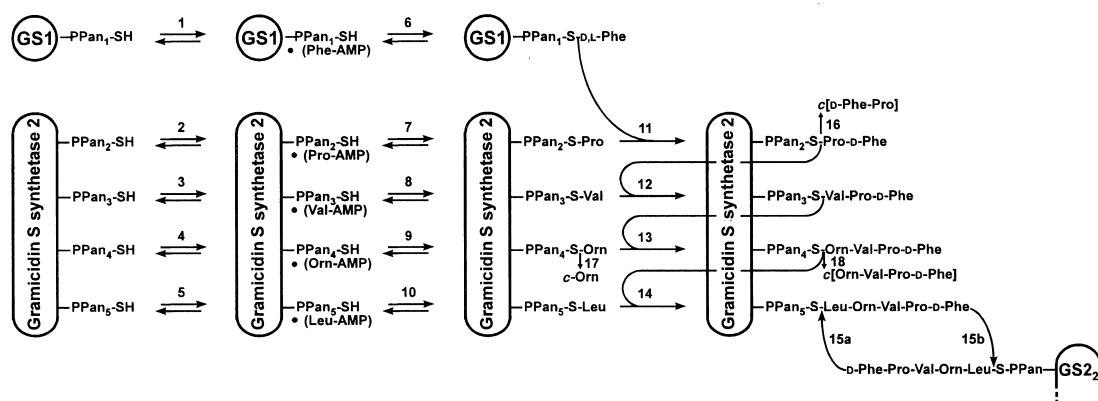 1
6
GS1 PPan₁-SH
GS1 PPan₁-SH
• (Phe-AMP)
GS1 PPan₁-S-D,L-Phe
Gramicidin S synthetase 2
Gramicidin S synthetase 2
Gramicidin S synthetase 2
Gramicidin S synthetase 2
c[D-Phe-Pro]
16
PPan₂-SH
2
PPan₂-SH
• (Pro-AMP)
7
PPan₂-S-Pro
11
PPan₂-S-Pro-D-Phe
PPan₃-SH
3
PPan₃-SH
• (Val-AMP)
8
PPan₃-S-Val
12
PPan₃-S-Val-Pro-D-Phe
PPan₄-SH
4
PPan₄-SH
• (Orn-AMP)
9
PPan₄-S-Orn
17
c-Orn
13
PPan₄-S-Orn-Val-Pro-D-Phe
18
c[Orn-Val-Pro-D-Phe]
PPan₅-SH
5
PPan₅-SH
• (Leu-AMP)
10
PPan₅-S-Leu
14
PPan₅-S-Leu-Orn-Val-Pro-D-Phe
15a
15b
D-Phe-Pro-Val-Orn-Leu-S-PPan GS2₂